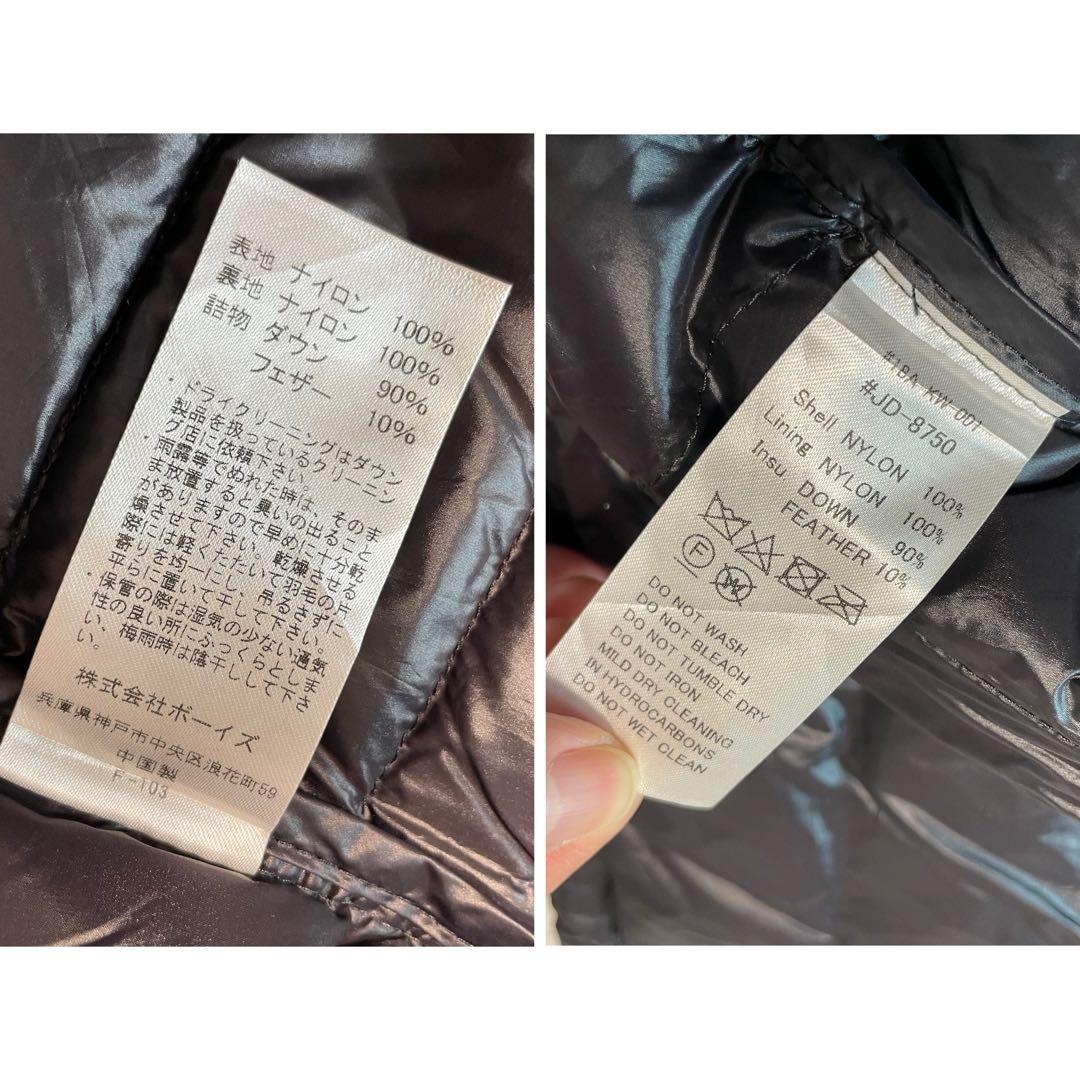 表地 ナイロン 100%
裏地 ナイロン 100%
詰物 ダウン 90%
フェザー 10%
・ドライクリーニングはダウン
製品を扱っているクリーニン
グ店に依頼下さい。
・雨露等でぬれた時は、そのま
ま放置すると臭いの出ること
がありますので早めに十分乾
燥させて下さい。乾燥させる
際には軽くたたいて羽毛の片
寄りを均一にし、吊るさずに
平らに置いて干して下さい。
・保管の際は湿気の少ない通気
性の良い所にふっくらとしま
い、梅雨時は陰干しして下さ
い。
株式会社ボーイズ
兵庫県神戸市中央区浪花町59
中国製
F-103
#18A-KW-001
#JD-8750
Shell NYLON 100%
Lining NYLON 100%
Insu DOWN 90%
FEATHER 10%
F
DO NOT WASH
DO NOT BLEACH
DO NOT IRON
DO NOT TUMBLE DRY
MILD DRY CLEANING
IN HYDROCARBONS
DO NOT WET CLEAN